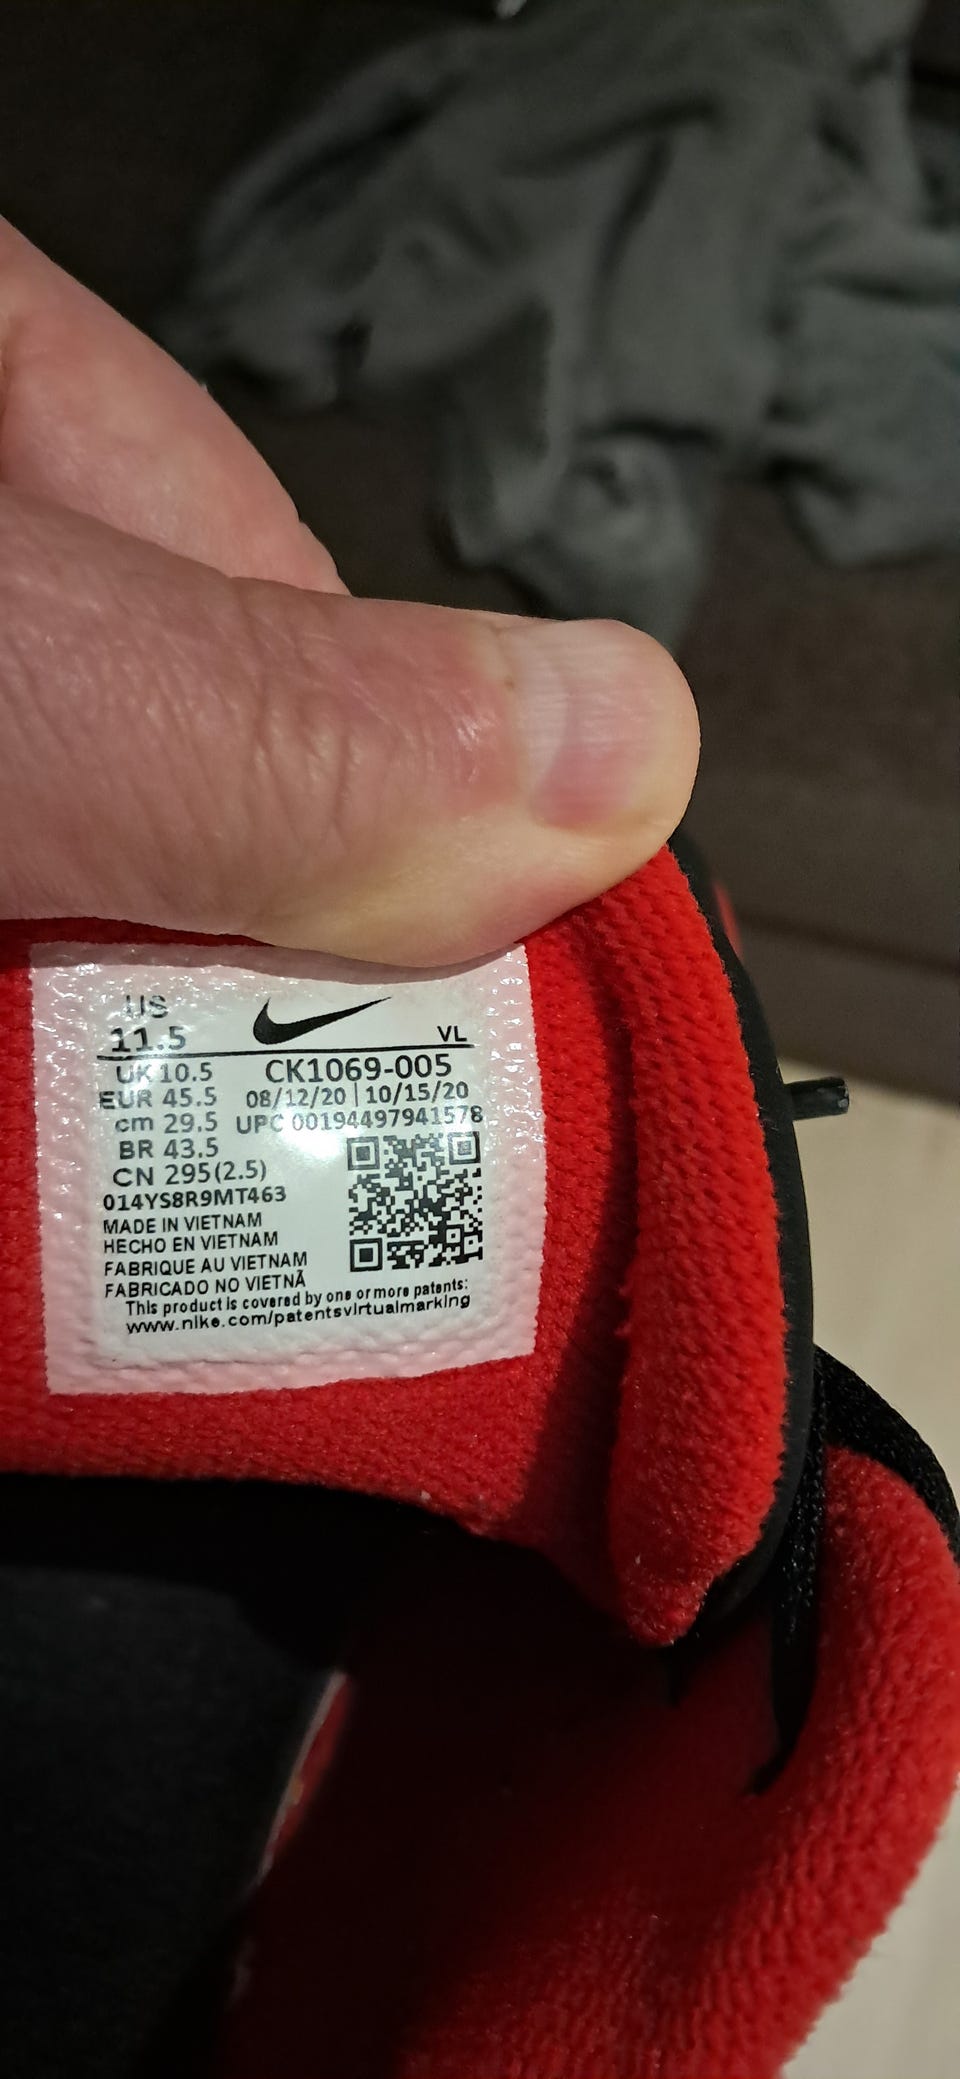 US
11.5
VL
UK 10.5
CK1069-005
EUR 45.5
08/12/20 | 10/15/20
cm 29.5
UPC 00194497941578
BR 43.5
CN 295(2.5)
014YS8R9MT463
MADE IN VIETNAM
HECHO EN VIETNAM
FABRIQUE AU VIETNAM
FABRICADO NO VIETNÃ
This product is covered by one or more patents:
www.nike.com/patentsvirtualmarking